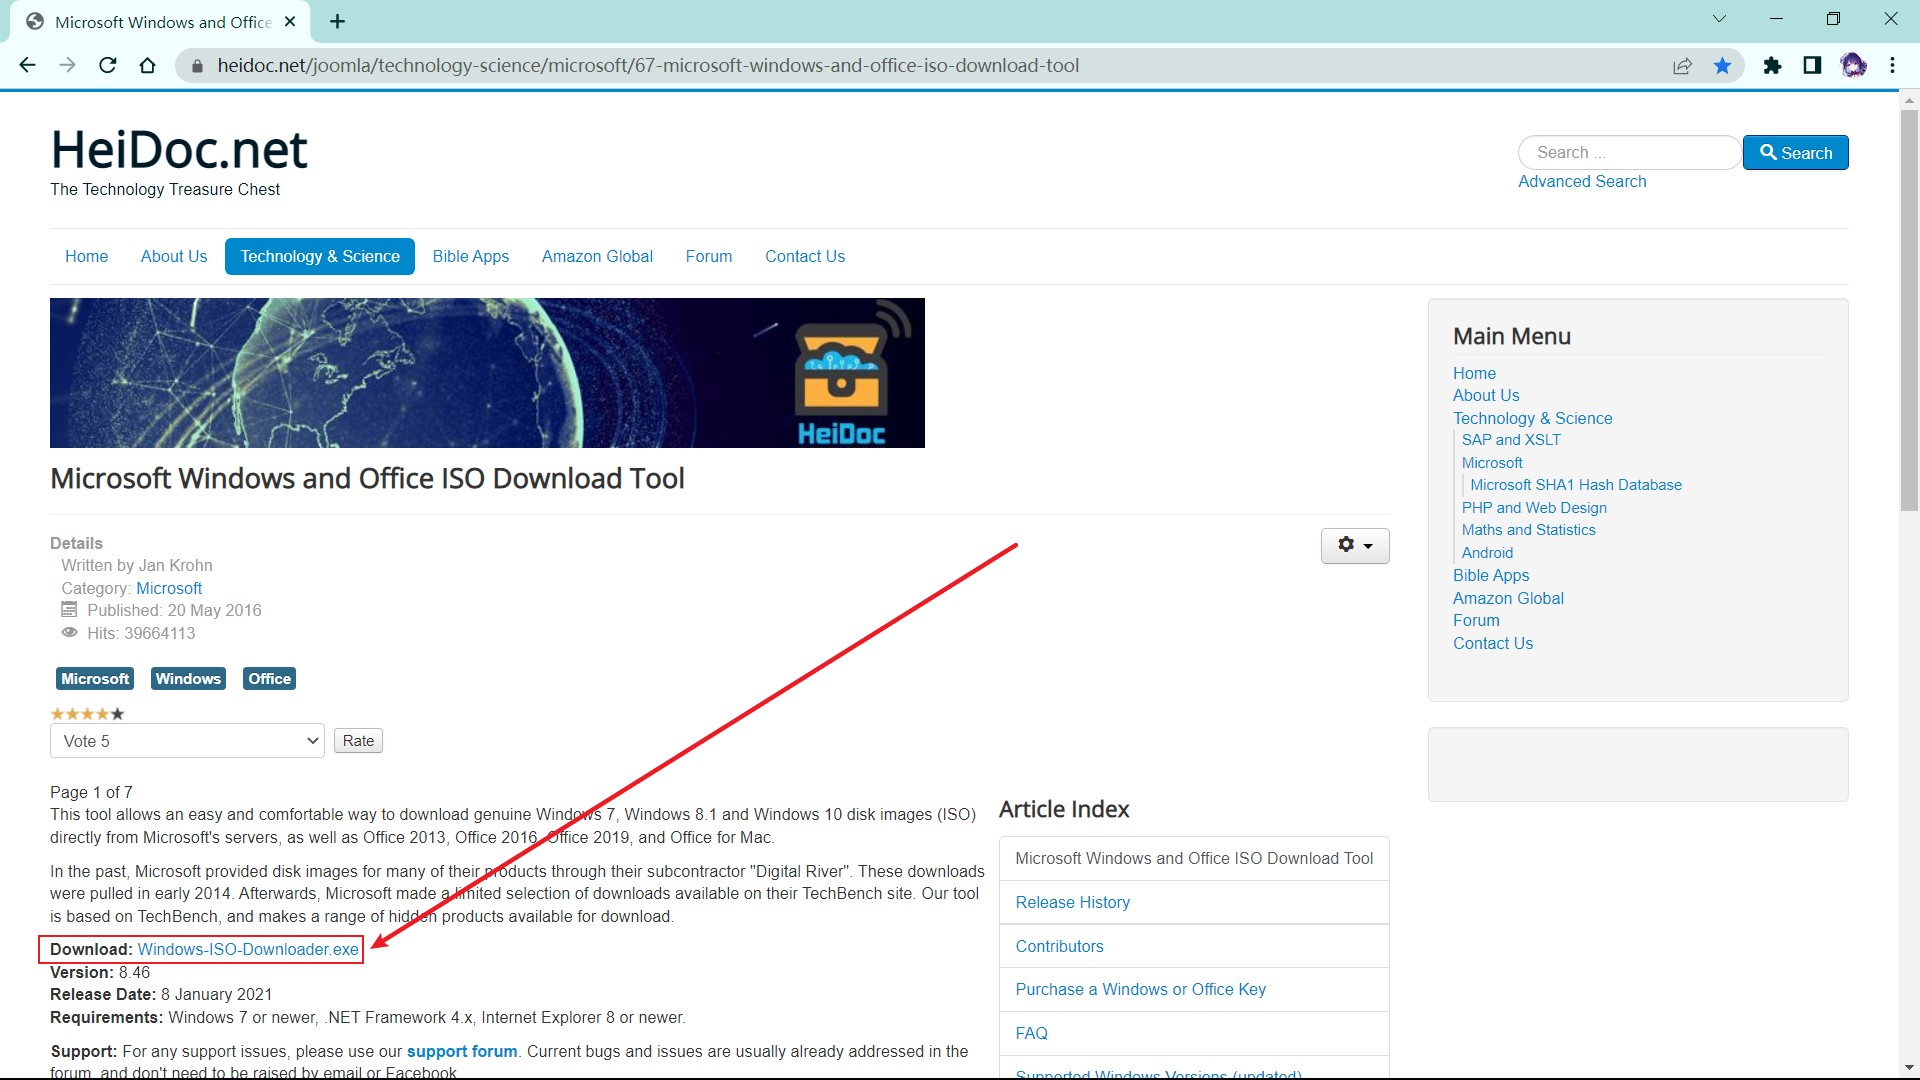 Microsoft Windows and Office
heidoc.net/joomla/technology-science/microsoft/67-microsoft-windows-and-office-iso-download-tool
HeiDoc.net
The Technology Treasure Chest
Search ...
Search
Advanced Search
Home
About Us
Technology & Science
Bible Apps
Amazon Global
Forum
Contact Us
HeiDoc
Microsoft Windows and Office ISO Download Tool
Details
Written by Jan Krohn
Category: Microsoft
Published: 20 May 2016
Hits: 39664113
Microsoft
Windows
Office
Vote 5
Rate
Page 1 of 7
This tool allows an easy and comfortable way to download genuine Windows 7, Windows 8.1 and Windows 10 disk images (ISO)
directly from Microsoft's servers, as well as Office 2013, Office 2016, Office 2019, and Office for Mac.
In the past, Microsoft provided disk images for many of their products through their subcontractor "Digital River". These downloads
were pulled in early 2014. Afterwards, Microsoft made a limited selection of downloads available on their TechBench site. Our tool
is based on TechBench, and makes a range of hidden products available for download.
Download: Windows-ISO-Downloader.exe
Version: 8.46
Release Date: 8 January 2021
Requirements: Windows 7 or newer, .NET Framework 4.x, Internet Explorer 8 or newer.
Support: For any support issues, please use our support forum. Current bugs and issues are usually already addressed in the
forum, and don't need to be raised by email or Facebook
Article Index
Microsoft Windows and Office ISO Download Tool
Release History
Contributors
Purchase a Windows or Office Key
FAQ
Supported Windows Versions (updated)
Main Menu
Home
About Us
Technology & Science
SAP and XSLT
Microsoft
Microsoft SHA1 Hash Database
PHP and Web Design
Maths and Statistics
Android
Bible Apps
Amazon Global
Forum
Contact Us